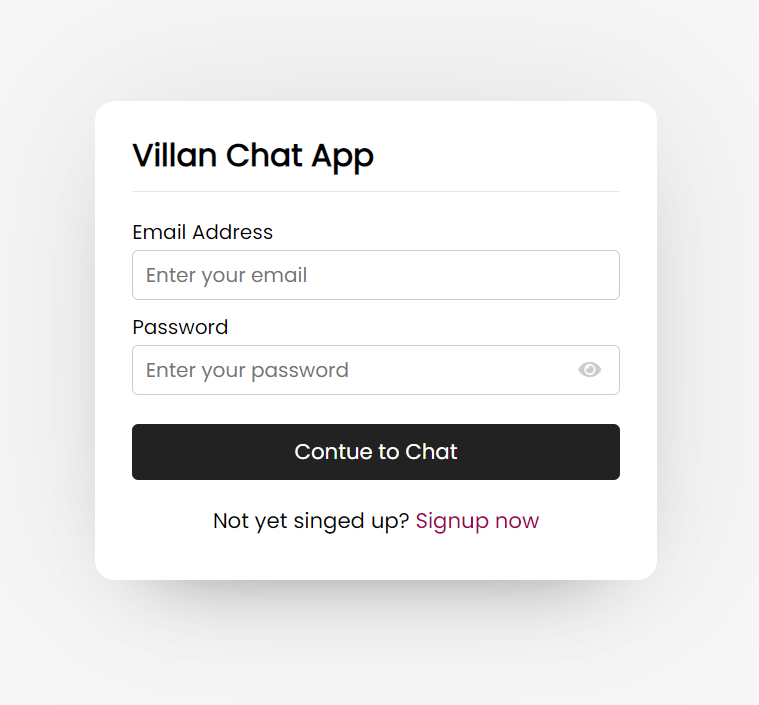 Villan Chat App
Email Address
Enter your email
Password
Enter your password
Contue to Chat
Not yet singed up? Signup now